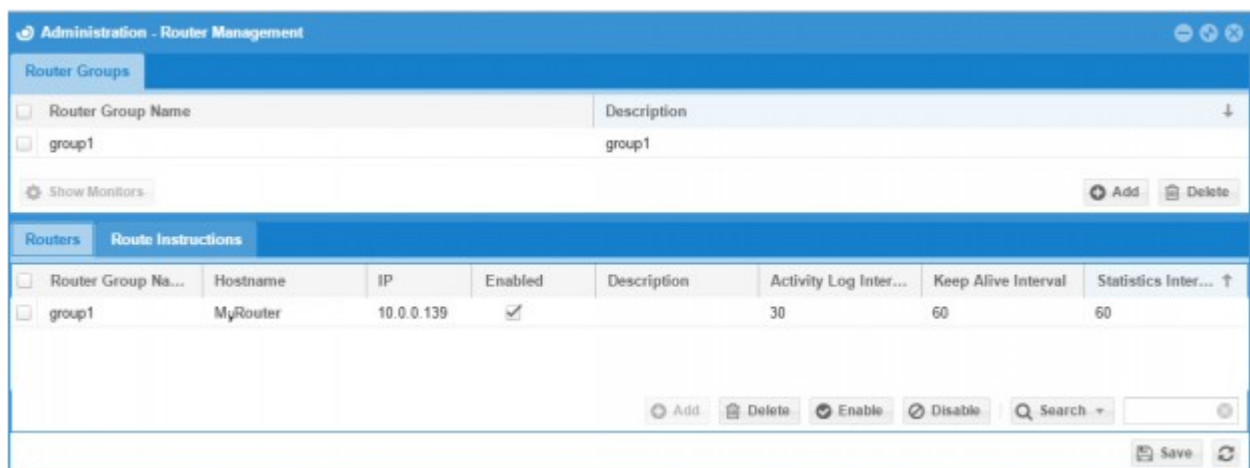 Administration - Router Management
Router Groups
Router Group Name Description
group1 group1
Show Monitors Add Delete
Routers Route Instructions
Router Group Na... Hostname IP Enabled Description Activity Log Inter... Keep Alive Interval Statistics Inter...
group1 MyRouter 10.0.0.139 30 60 60
Add Delete Enable Disable Search
Save